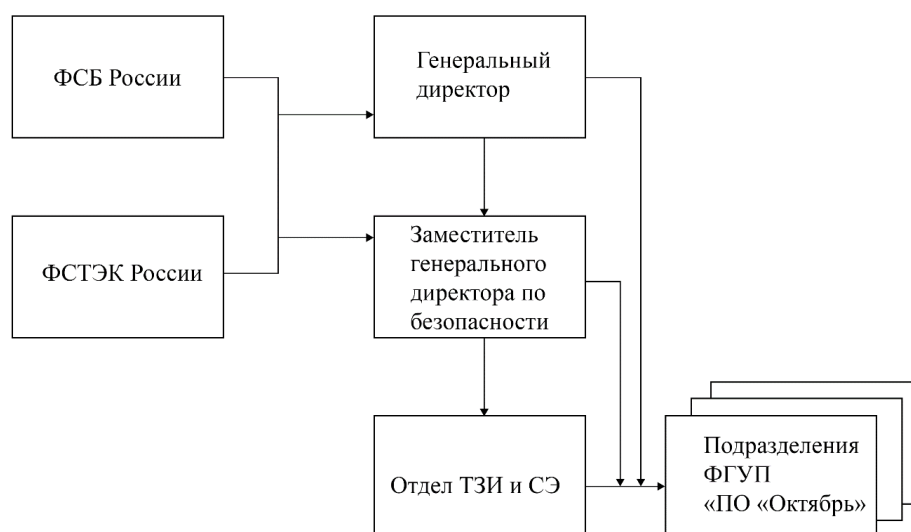 ФСБ России
Генеральный
директор
ФСТЭК России
Заместитель
генерального
директора по
безопасности
Отдел ТЗИ и СЭ
Подразделения
ФГУП
«ПО «Октябрь»